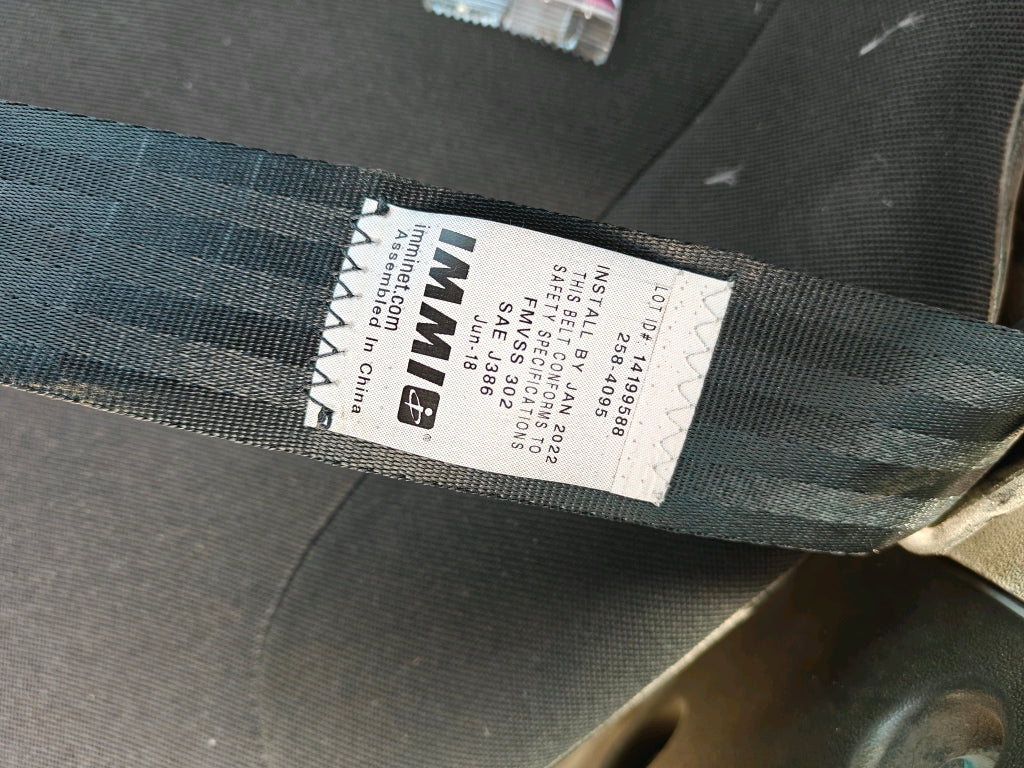 LOT ID# 14199588
258-4095
INSTALL BY JAN 2022
THIS BELT CONFORMS TO
SAFETY SPECIFICATIONS
FMVSS 302
SAE J386
Jun-18
IMMI ®
imminet.com
Assembled In China